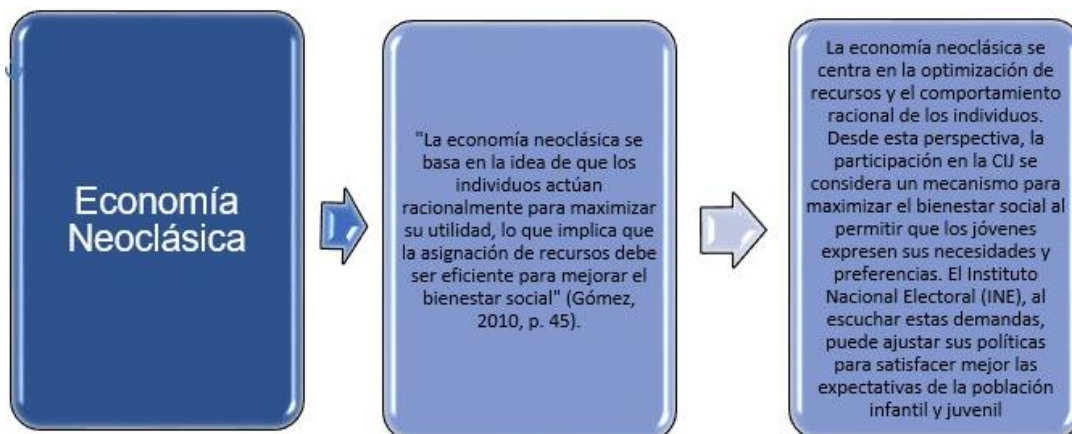 Economía
Neoclásica
"La economía neoclásica se
basa en la idea de que los
individuos actúan
racionalmente para maximizar
su utilidad, lo que implica que
la asignación de recursos debe
ser eficiente para mejorar el
bienestar social" (Gómez,
2010, p. 45).
La economía neoclásica se
centra en la optimización de
recursos y el comportamiento
racional de los individuos.
Desde esta perspectiva, la
participación en la CIJ se
considera un mecanismo para
maximizar el bienestar social al
permitir que los jóvenes
expresen sus necesidades y
preferencias. El Instituto
Nacional Electoral (INE), al
escuchar estas demandas,
puede ajustar sus políticas
para satisfacer mejor las
expectativas de la población
infantil y juvenil